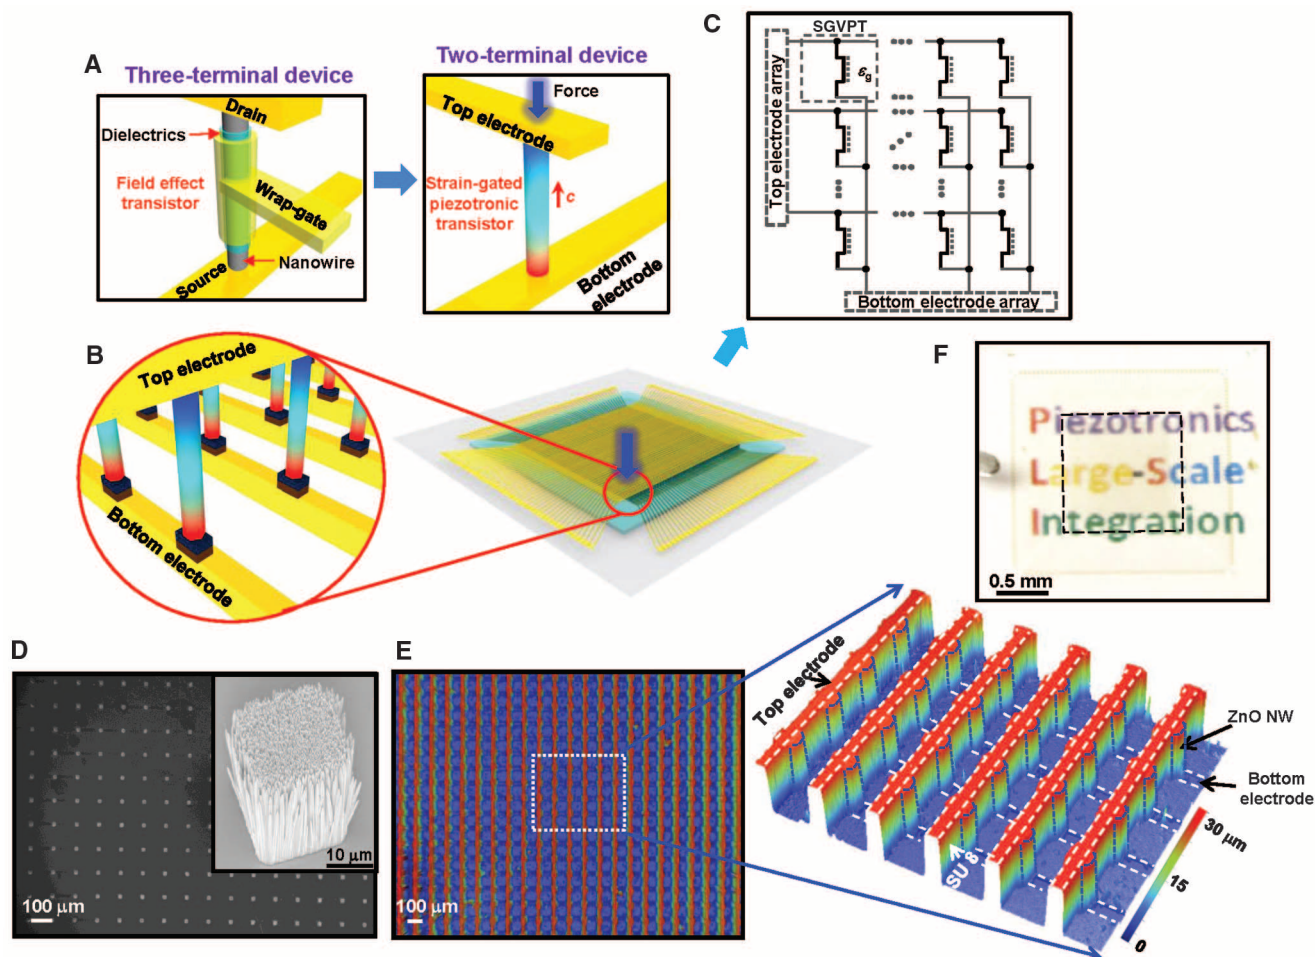 A
Three-terminal device
Drain
Dielectrics
Field effect
transistor
Wrap-gate
Nanowire
Source
Two-terminal device
Force
Top electrode
Strain-gated
piezotronic
transistor
c
Bottom
electrode
C
SGVPT
εg
Top electrode array
Bottom electrode array
B
Top electrode
Bottom electrode
F
Piezotronics
Large-Scale
Integration
0.5 mm
D
10 μm
100 μm
E
100 μm
Top electrode
ZnO NW
Bottom
electrode
SU 8
30 μm
15
0